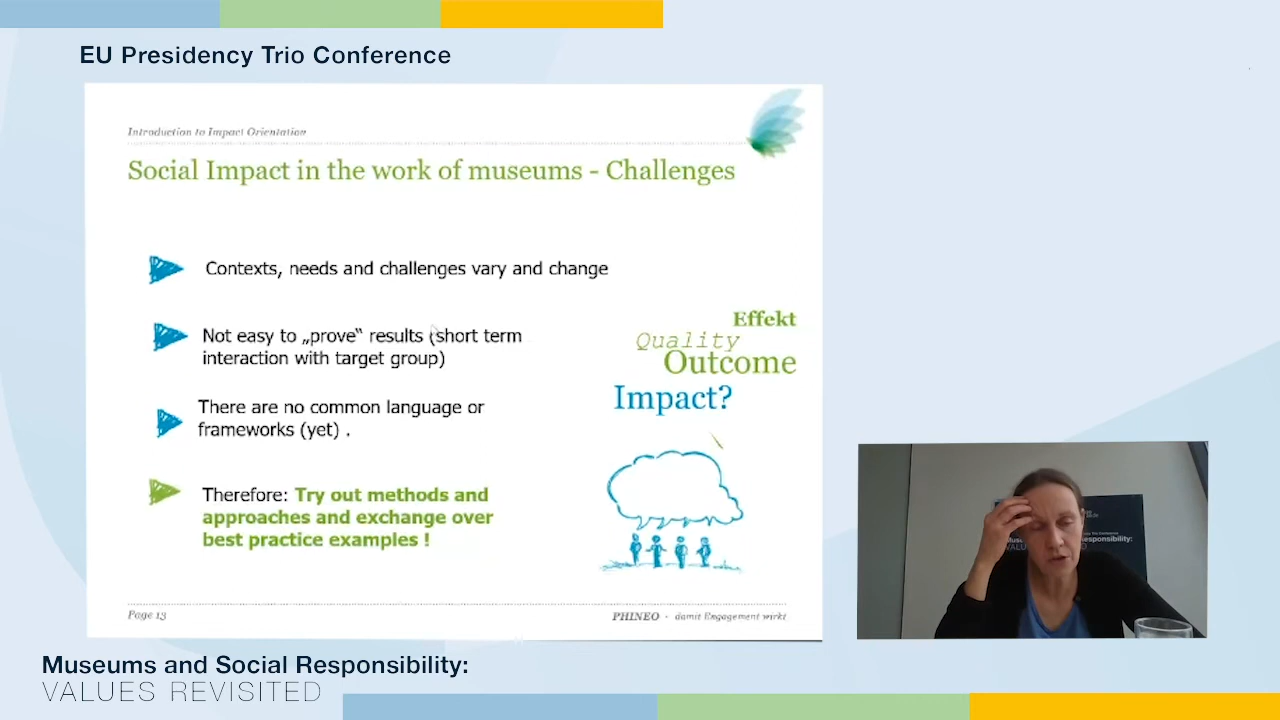 EU Presidency Trio Conference
Introduction to Impact Orientation
Social Impact in the work of museums - Challenges
Contexts, needs and challenges vary and change
Not easy to „prove“ results (short term
interaction with target group)
There are no common language or
frameworks (yet) .
Therefore: Try out methods and
approaches and exchange over
best practice examples !
Effekt
Quality
Outcome
Impact?
Page 13
PHINEO - damit Engagement wirkt
Museums and Social Responsibility:
VALUES REVISITED